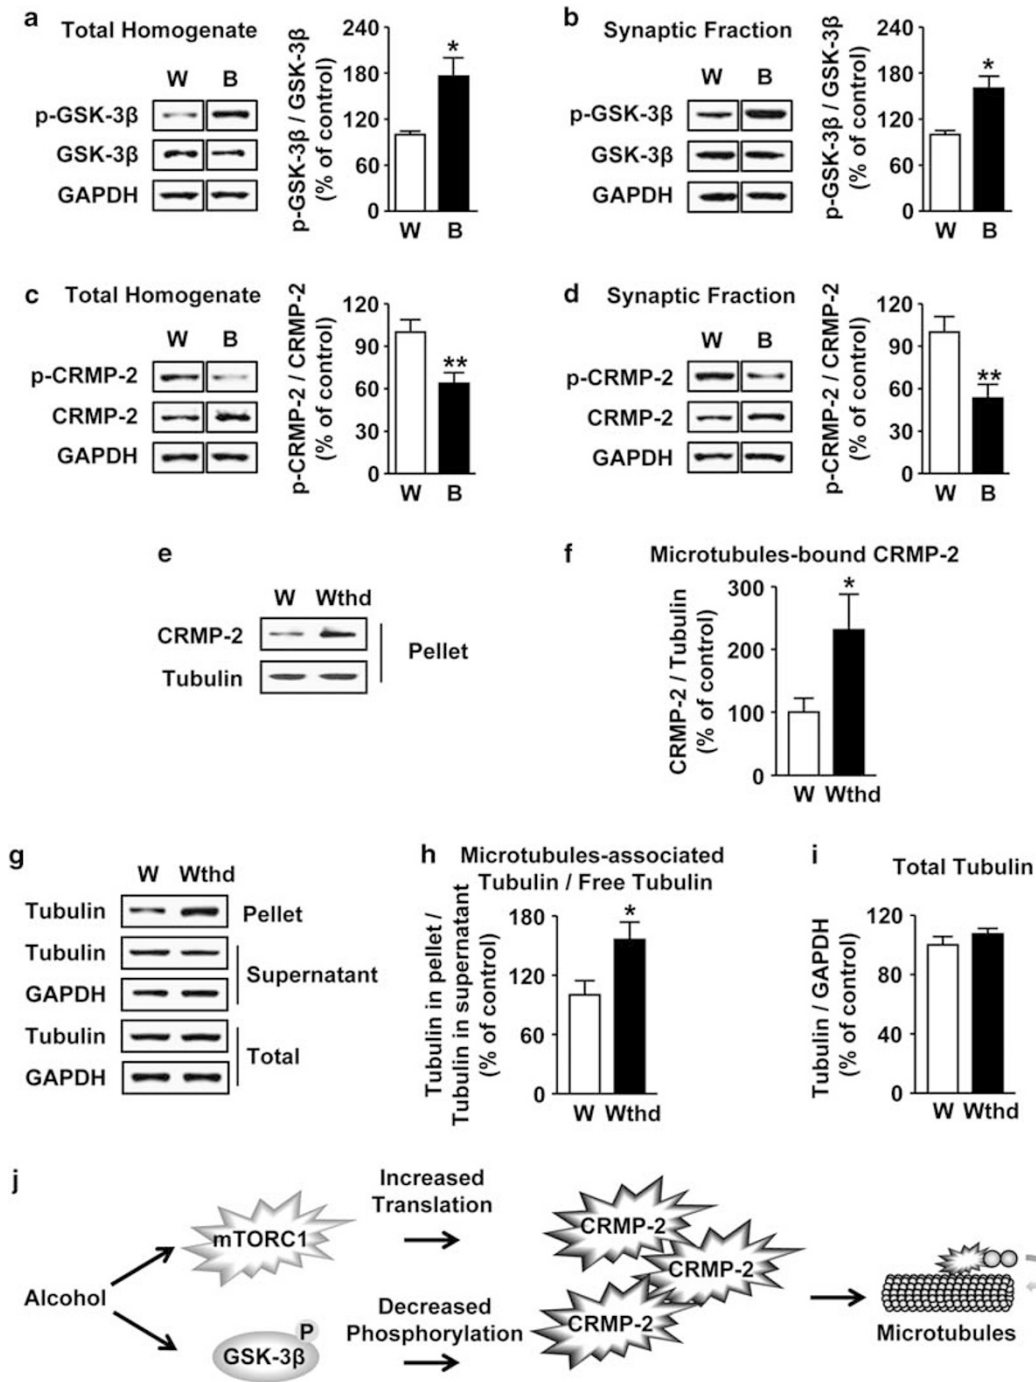 a Total Homogenate
W B
p-GSK-3β
GSK-3β
GAPDH
p-GSK-3β / GSK-3β
(% of control)
240
180
120
60
0
*
W B
b Synaptic Fraction
W B
p-GSK-3β
GSK-3β
GAPDH
p-GSK-3β / GSK-3β
(% of control)
240
180
120
60
0
*
W B
c Total Homogenate
W B
p-CRMP-2
CRMP-2
GAPDH
p-CRMP-2 / CRMP-2
(% of control)
120
90
60
30
0
**
W B
d Synaptic Fraction
W B
p-CRMP-2
CRMP-2
GAPDH
p-CRMP-2 / CRMP-2
(% of control)
120
90
60
30
0
**
W B
e
W Wthd
CRMP-2
Tubulin
Pellet
f Microtubules-bound CRMP-2
CRMP-2 / Tubulin
(% of control)
300
200
100
0
*
W Wthd
g
W Wthd
Tubulin Pellet
Tubulin
GAPDH
Supernatant
Tubulin
GAPDH
Total
h Microtubules-associated
Tubulin / Free Tubulin
Tubulin in pellet /
Tubulin in supernatant
(% of control)
180
120
60
0
*
W Wthd
i Total Tubulin
Tubulin / GAPDH
(% of control)
120
80
40
0
W Wthd
j
Alcohol
mTORC1
P
GSK-3β
Increased
Translation
Decreased
Phosphorylation
CRMP-2
CRMP-2
CRMP-2
Microtubules